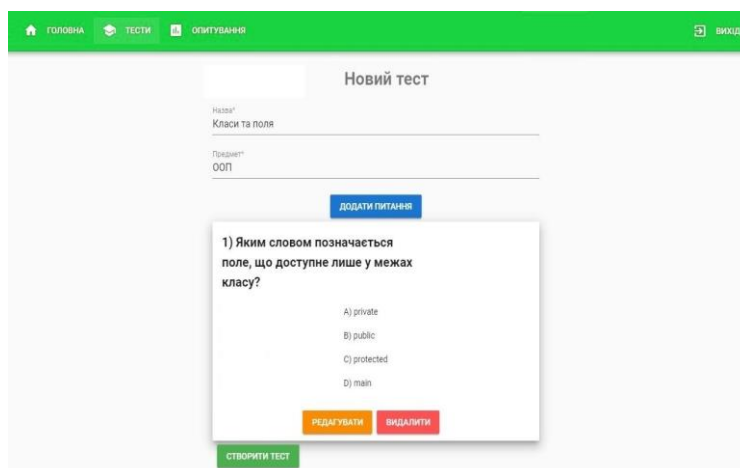 ГОЛОВНА ТЕСТИ ОПИТУВАННЯ ВИХІД
Новий тест
Назва*
Класи та поля
Предмет*
ООП
ДОДАТИ ПИТАННЯ
1) Яким словом позначається
поле, що доступне лише у межах
класу?
A) private
B) public
C) protected
D) main
РЕДАГУВАТИ ВИДАЛИТИ
СТВОРИТИ ТЕСТ